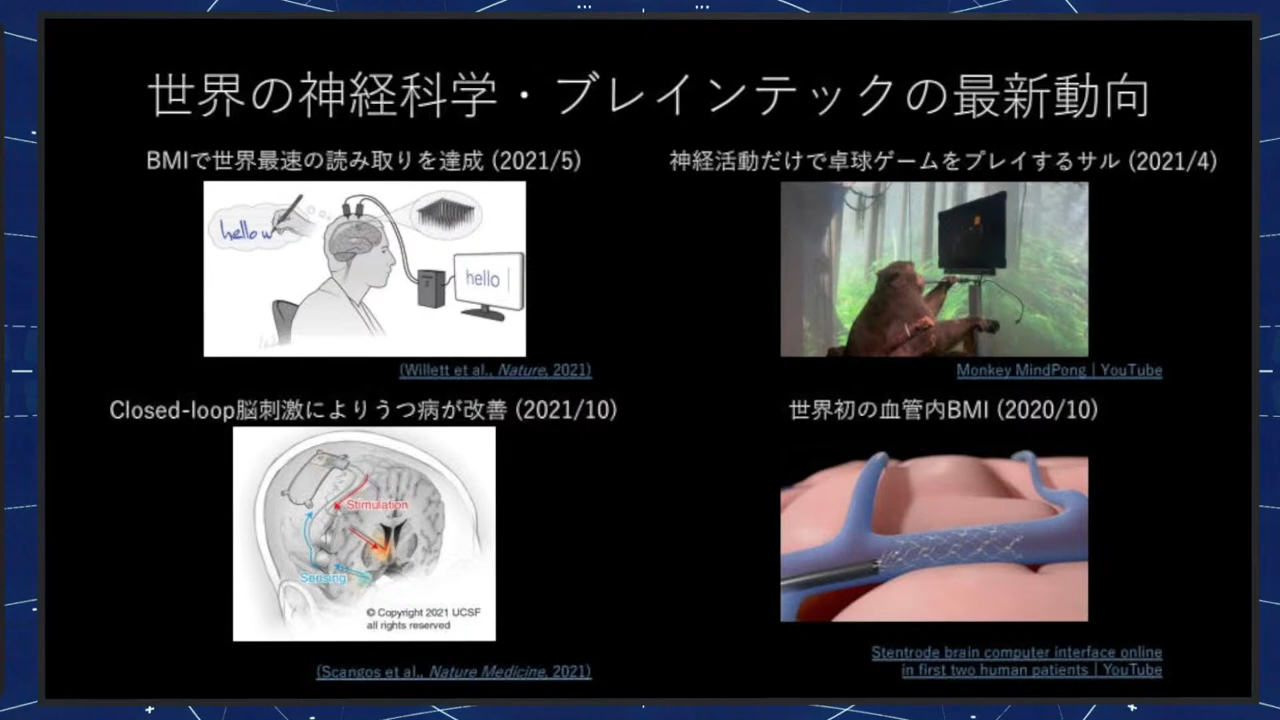 世界の神経科学・ブレインテックの最新動向
BMIで世界最速の読み取りを達成 (2021/5)
hello w
hello
(Willett et al., Nature, 2021)
神経活動だけで卓球ゲームをプレイするサル (2021/4)
Monkey MindPong | YouTube
Closed-loop脳刺激によりうつ病が改善 (2021/10)
Stimulation
Sensing
© Copyright 2021 UCSF
all rights reserved
(Scangos et al., Nature Medicine, 2021)
世界初の血管内BMI (2020/10)
Stentrode brain computer interface online
in first two human patients | YouTube